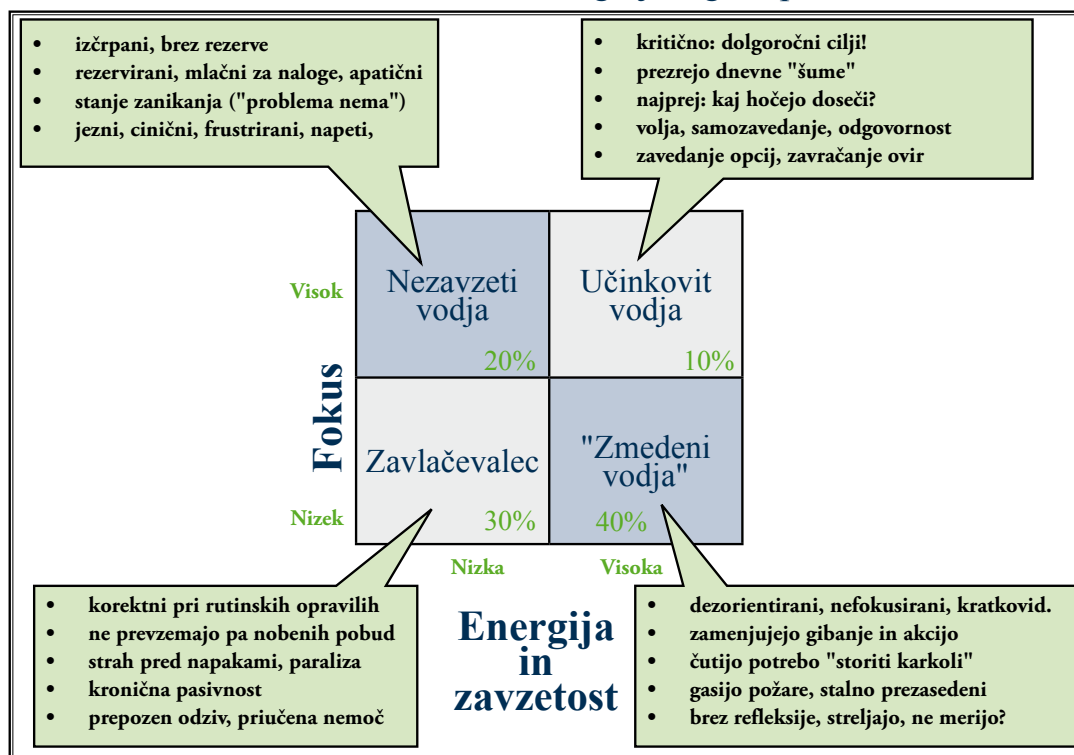 • izčrpani, brez rezerve
• rezervirani, mlačni za naloge, apatični
• stanje zanikanja ("problema nema")
• jezni, cinični, frustrirani, napeti,
• kritično: dolgoročni cilji!
• prezrejo dnevne "šume"
• najprej: kaj hočejo doseči?
• volja, samozavedanje, odgovornost
• zavedanje opcij, zavračanje ovir
Fokus
Visok
Nezavzeti
vodja
20%
Učinkovit
vodja
10%
Nizek
Zavlačevalec
30%
"Zmedeni
vodja"
40%
Nizka
Visoka
Energija
in
zavzetost
• korektni pri rutinskih opravilih
• ne prevzemajo pa nobenih pobud
• strah pred napakami, paraliza
• kronična pasivnost
• prepozen odziv, priučena nemoč
• dezorientirani, nefokusirani, kratkovid.
• zamenjujejo gibanje in akcijo
• čutijo potrebo "storiti karkoli"
• gasijo požare, stalno prezasedeni
• brez refleksije, streljajo, ne merijo?